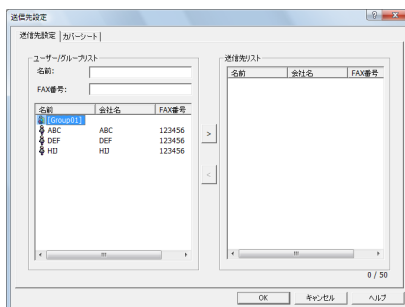 送信先設定
送信先設定 カバーシート
ユーザー/グループリスト
名前:
FAX番号:
名前 会社名 FAX番号
[Group01]
ABC ABC 123456
DEF DEF 123456
HIJ HIJ 123456
>
<
送信先リスト
名前 会社名 FAX番号
0 / 50
OK キャンセル ヘルプ